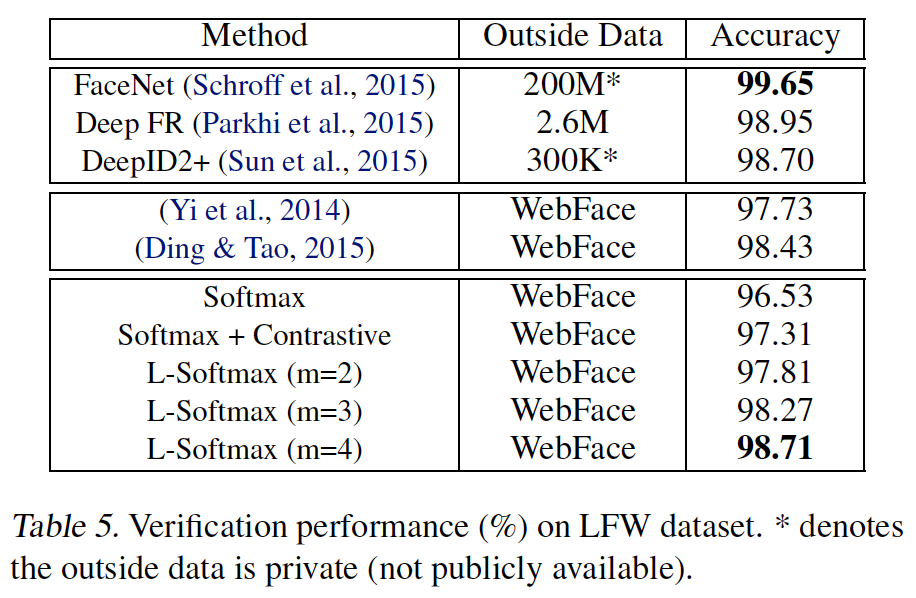 Method Outside Data Accuracy
FaceNet (Schroff et al., 2015) 200M* 99.65
Deep FR (Parkhi et al., 2015) 2.6M 98.95
DeepID2+ (Sun et al., 2015) 300K* 98.70
(Yi et al., 2014) WebFace 97.73
(Ding & Tao, 2015) WebFace 98.43
Softmax WebFace 96.53
Softmax + Contrastive WebFace 97.31
L-Softmax (m=2) WebFace 97.81
L-Softmax (m=3) WebFace 98.27
L-Softmax (m=4) WebFace 98.71
Table 5. Verification performance (%) on LFW dataset. * denotes
the outside data is private (not publicly available).